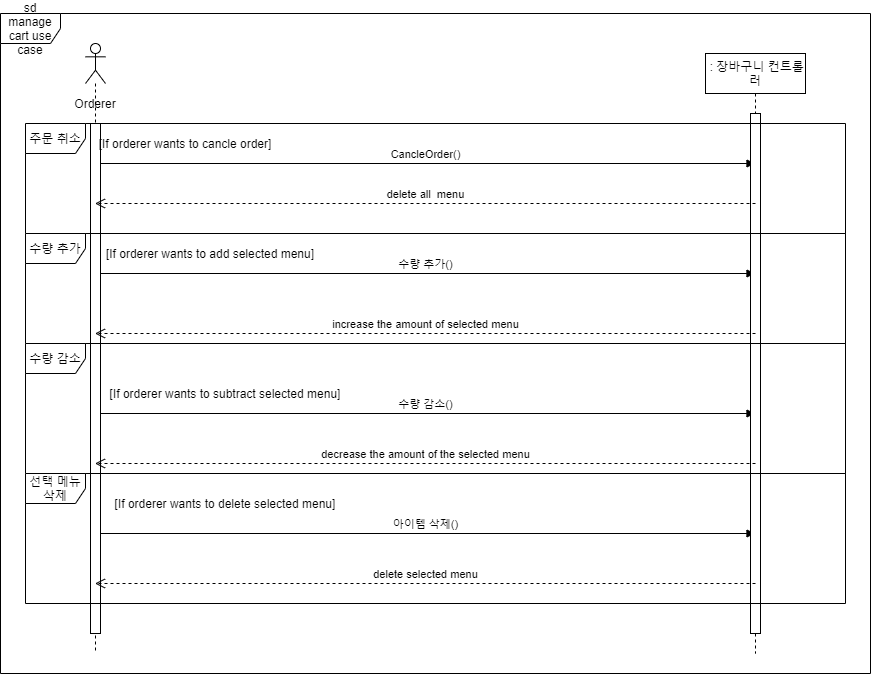 sd
manage
cart use
case
Orderer
: 장바구니 컨트롤
러
주문 취소
[If orderer wants to cancle order]
CancleOrder()
delete all menu
수량 추가
[If orderer wants to add selected menu]
수량 추가()
increase the amount of selected menu
수량 감소
[If orderer wants to subtract selected menu]
수량 감소()
decrease the amount of the selected menu
선택 메뉴
삭제
[If orderer wants to delete selected menu]
아이템 삭제()
delete selected menu